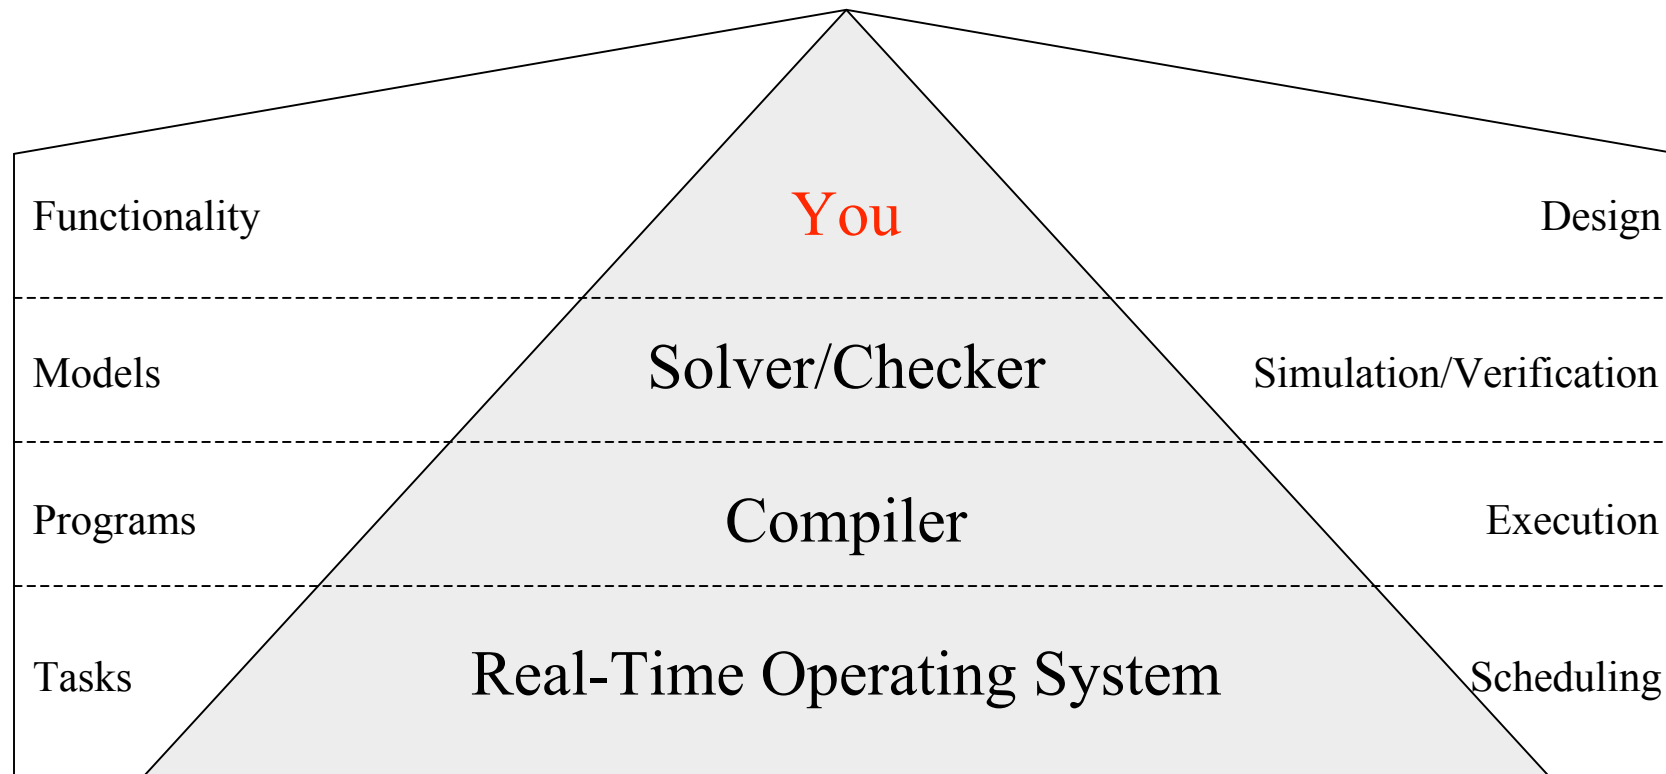 Functionality
You
Design
Models
Solver/Checker
Simulation/Verification
Programs
Compiler
Execution
Tasks
Real-Time Operating System
Scheduling